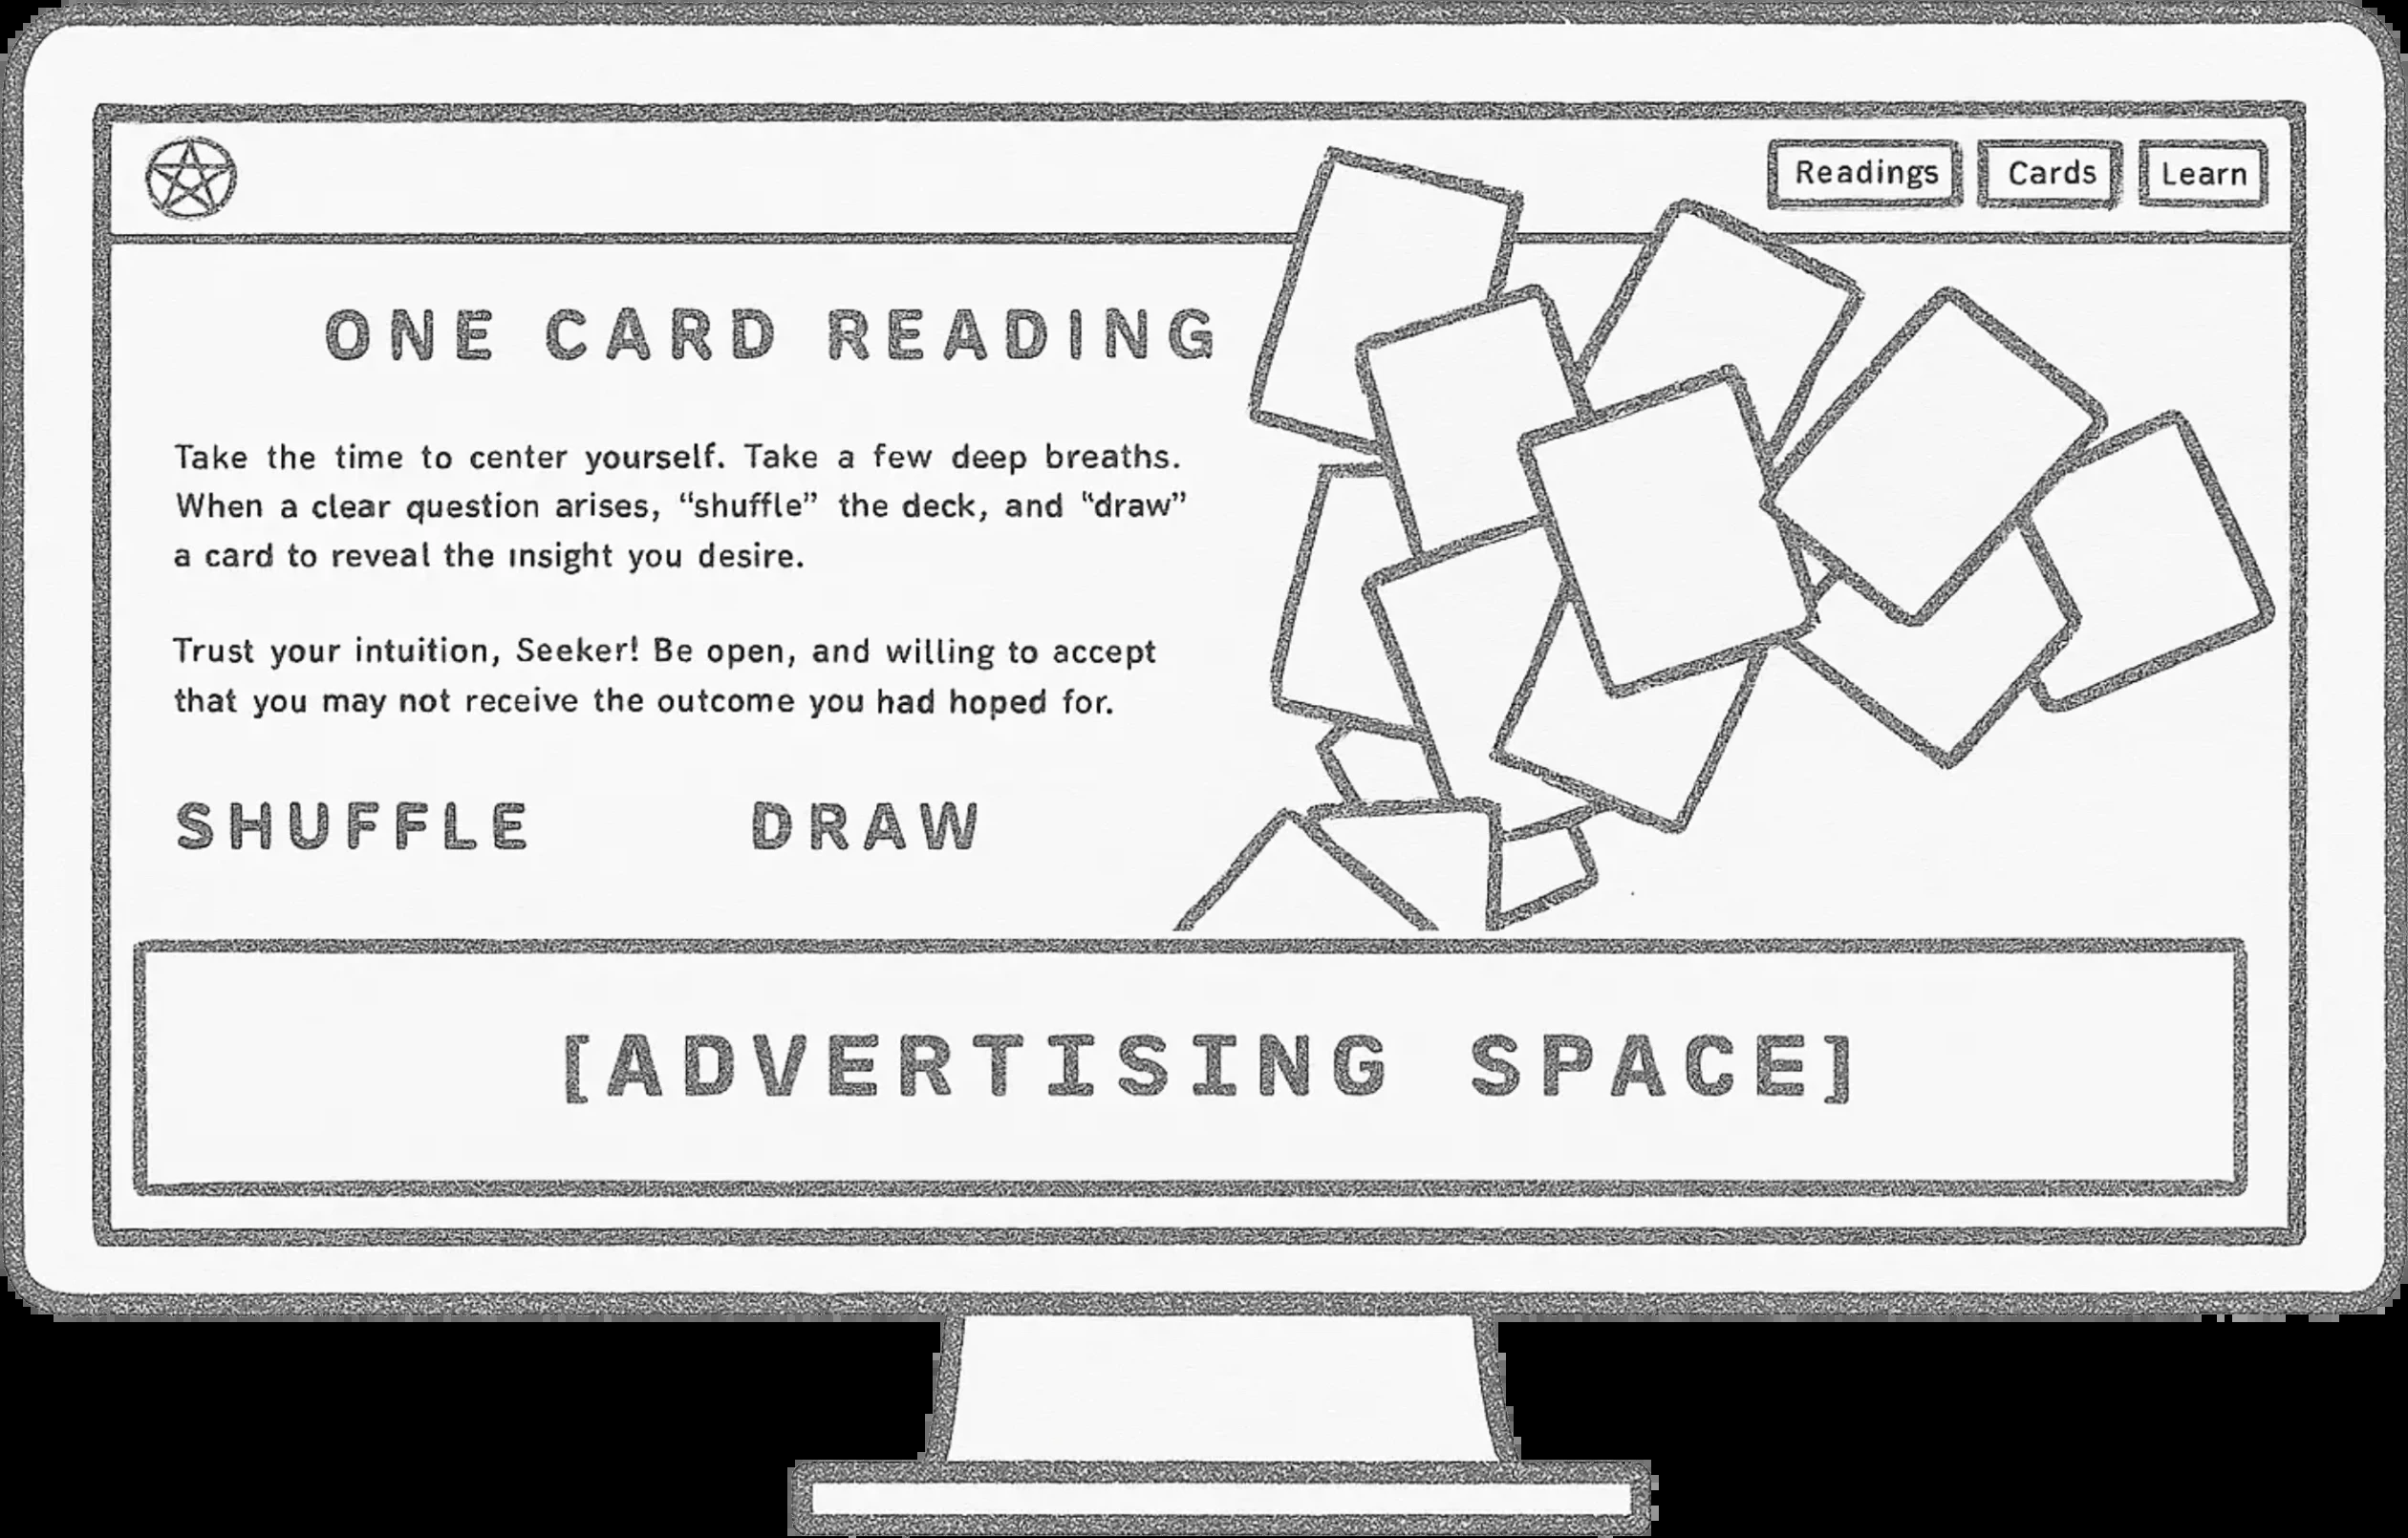 Readings
Cards
Learn
ONE CARD READING
Take the time to center yourself. Take a few deep breaths.
When a clear question arises, “shuffle” the deck, and “draw”
a card to reveal the insight you desire.
Trust your intuition, Seeker! Be open, and willing to accept
that you may not receive the outcome you had hoped for.
SHUFFLE
DRAW
[ADVERTISING SPACE]